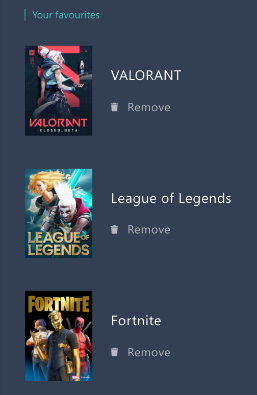 Your favourites
VALORANT
CLOSED BETA
VALORANT
Remove
LEAGUE OF
LEGENDS
League of Legends
Remove
FORTNITE
Fortnite
Remove